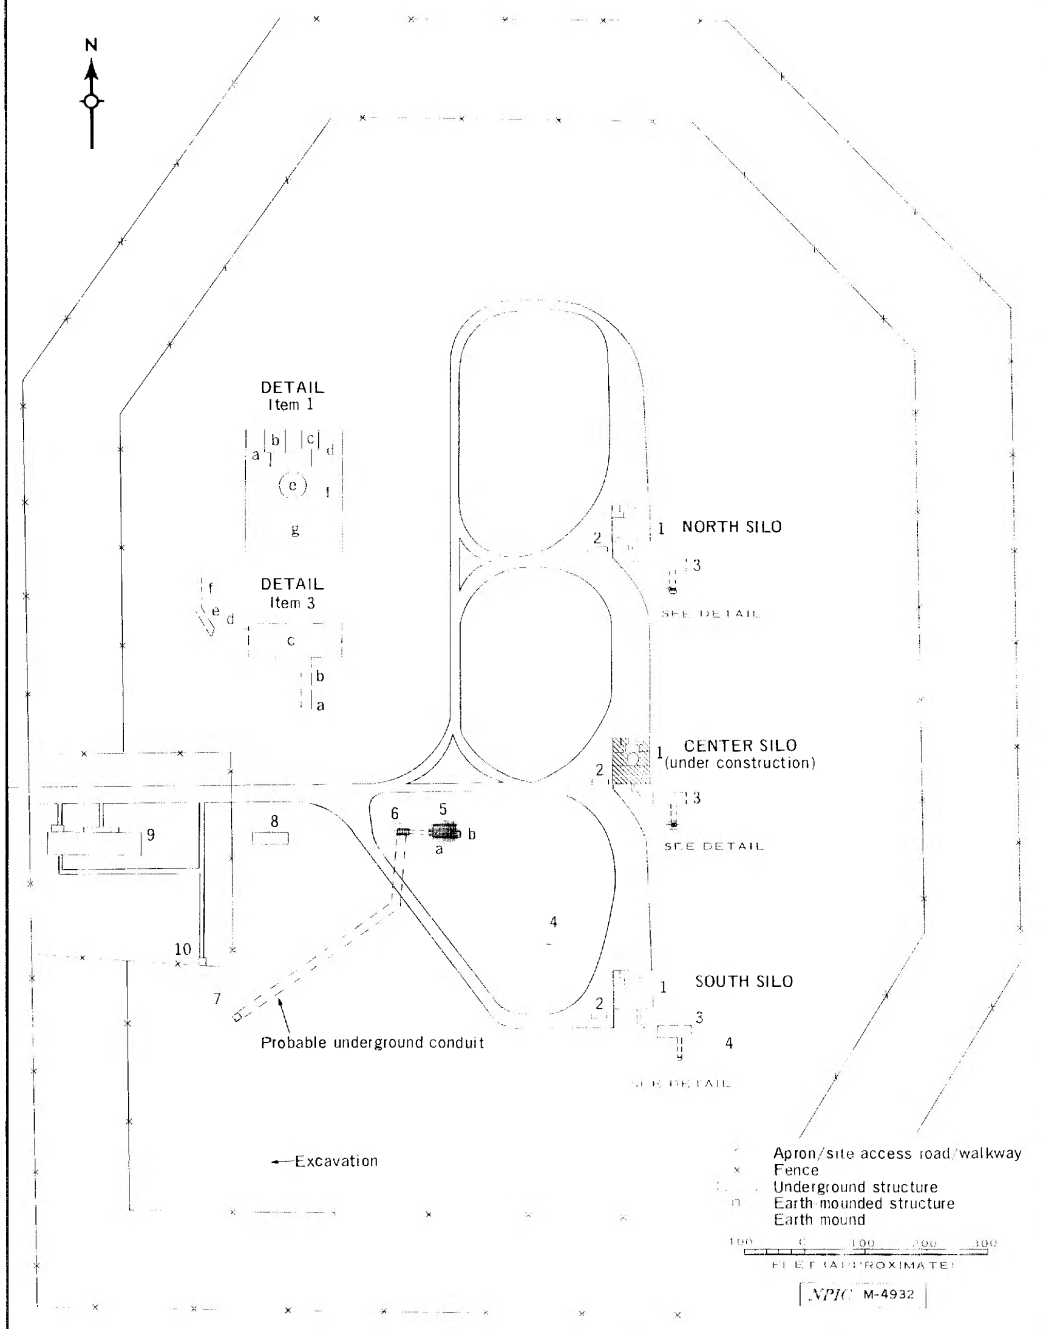 N
DETAIL
Item 1
b
c
a
d
e
f
g
DETAIL
Item 3
f
e
d
c
b
a
1 NORTH SILO
2
3
SEE DETAIL
1 CENTER SILO
(under construction)
2
3
SEE DETAIL
6
5
b
a
8
9
4
10
7
1 SOUTH SILO
2
3
4
SEE DETAIL
Probable underground conduit
Excavation
Apron/site access road/walkway
Fence
Underground structure
Earth-mounded structure
Earth mound
100 0 100 200 300
FEET (APPROXIMATE)
NPIC M-4932